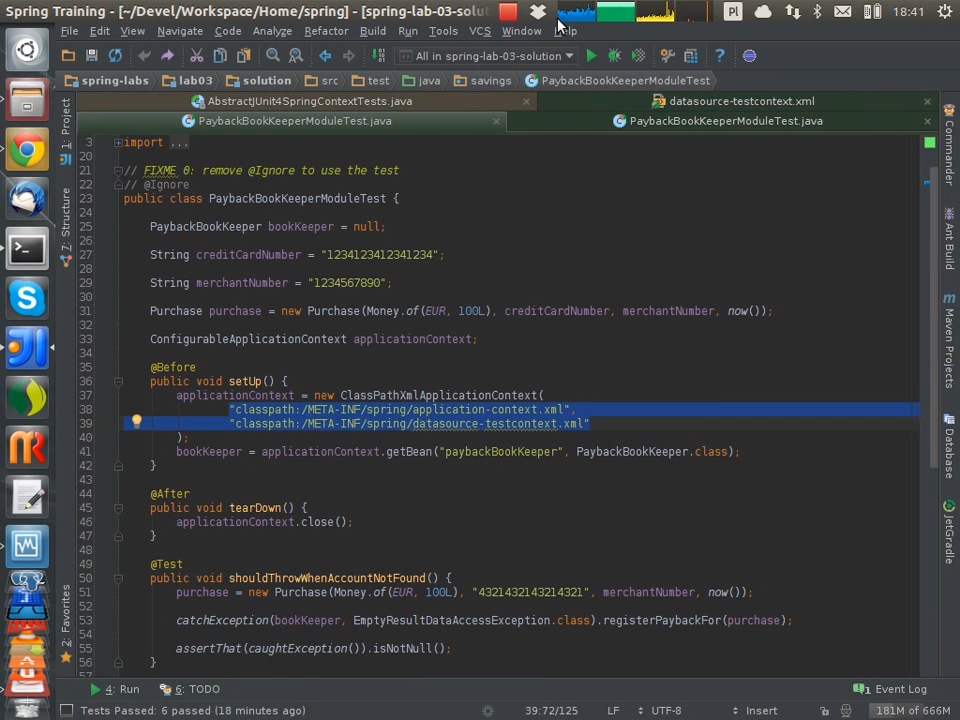 Spring Training - [~/Devel/Workspace/Home/spring] - [spring-lab-03-solut
Pl
18:41
File Edit View Navigate Code Analyze Refactor Build Run Tools VCS Window Help
All in spring-lab-03-solution
spring-labs lab03 solution src test java savings PaybackBookKeeperModuleTest
AbstractJUnit4SpringContextTests.java
datasource-testcontext.xml
PaybackBookKeeperModuleTest.java
PaybackBookKeeperModuleTest.java
1: Project
7: Structure
2: Favorites
Commander
Ant Build
Maven Projects
Database
JetGradle
3 import ...
20
21 // FIXME 0: remove @Ignore to use the test
22 // @Ignore
23 public class PaybackBookKeeperModuleTest {
24
25 PaybackBookKeeper bookKeeper = null;
26
27 String creditCardNumber = "1234123412341234";
28
29 String merchantNumber = "1234567890";
30
31 Purchase purchase = new Purchase(Money.of(EUR, 100L), creditCardNumber, merchantNumber, now());
32
33 ConfigurableApplicationContext applicationContext;
34
35 @Before
36 public void setUp() {
37 applicationContext = new ClassPathXmlApplicationContext(
38 "classpath:/META-INF/spring/application-context.xml",
39 "classpath:/META-INF/spring/datasource-testcontext.xml"
40 );
41 bookKeeper = applicationContext.getBean("paybackBookKeeper", PaybackBookKeeper.class);
42 }
43
44 @After
45 public void tearDown() {
46 applicationContext.close();
47 }
48
49 @Test
50 public void shouldThrowWhenAccountNotFound() {
51 purchase = new Purchase(Money.of(EUR, 100L), "4321432143214321", merchantNumber, now());
52
53 catchException(bookKeeper, EmptyResultDataAccessException.class).registerPaybackFor(purchase);
54
55 assertThat(caughtException()).isNotNull();
56 }
57
4: Run 6: TODO
1 Event Log
Tests Passed: 6 passed (18 minutes ago)
39:72/125 LF UTF-8 Insert 181M of 666M